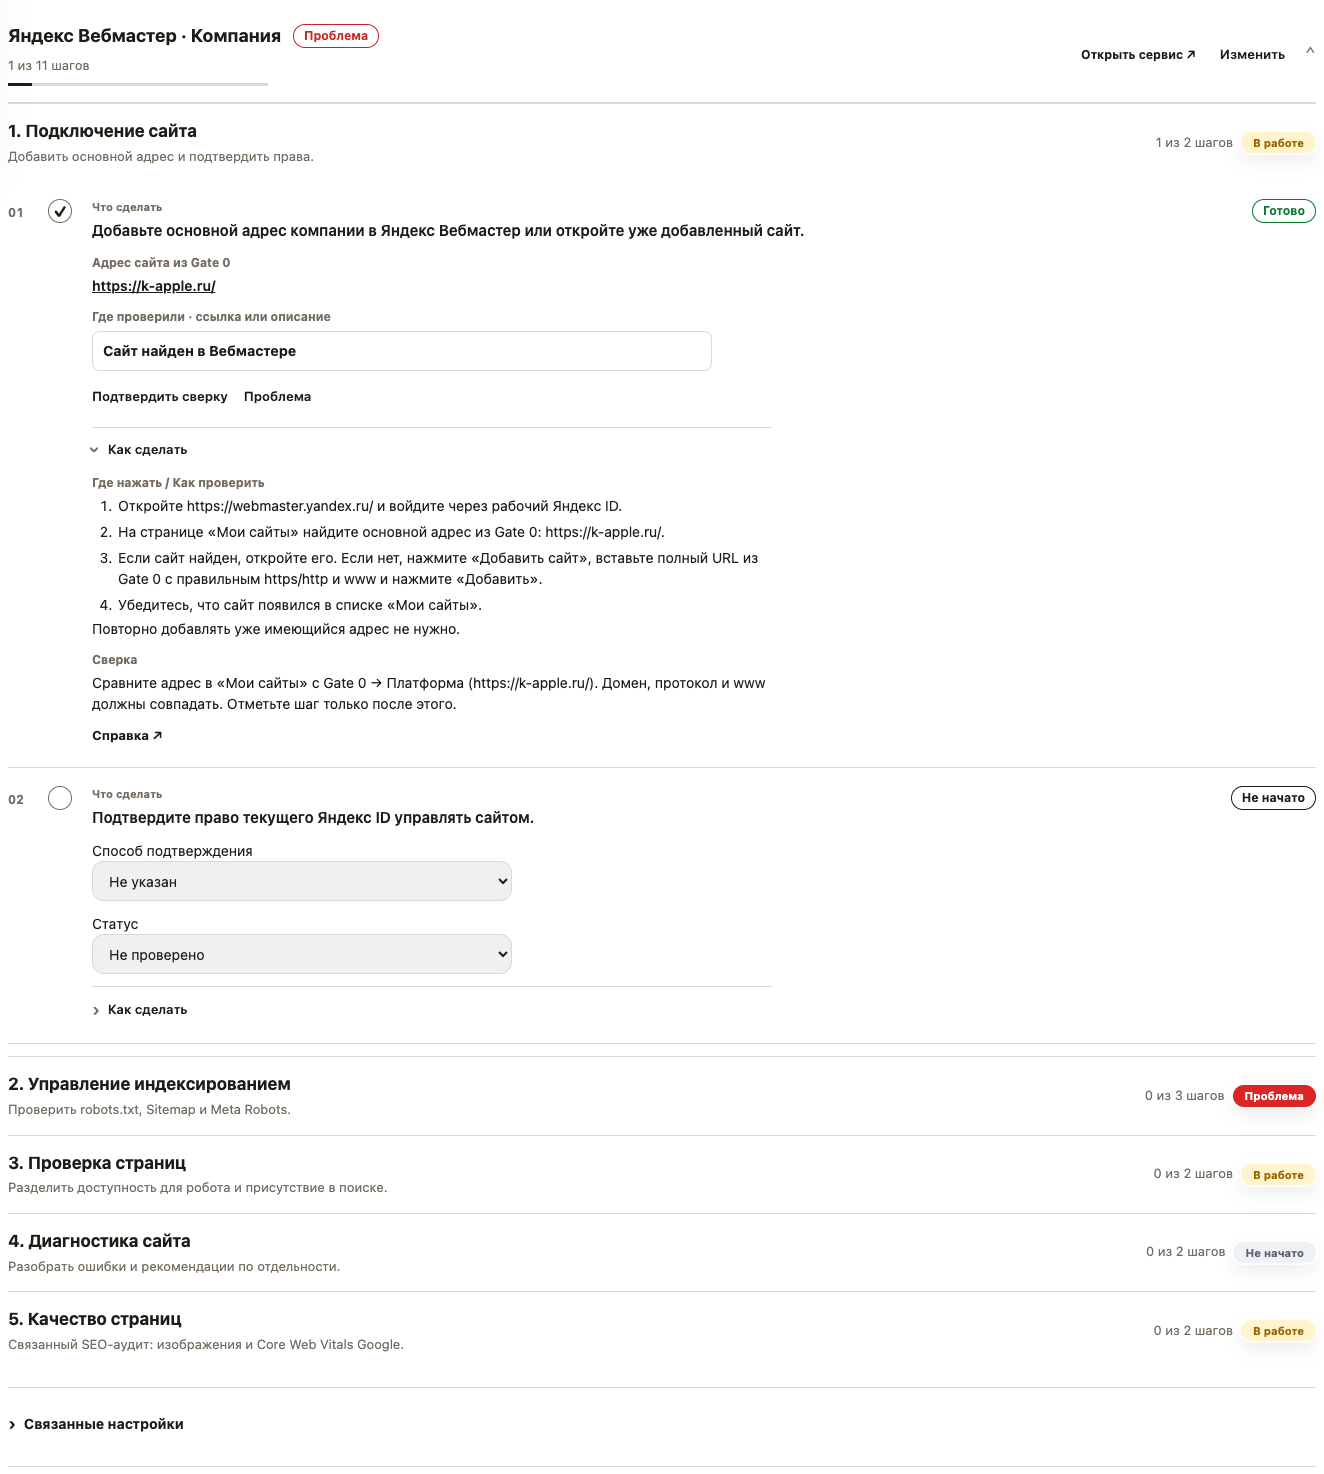 Яндекс Вебмастер · Компания
Проблема
1 из 11 шагов
Открыть сервис ↗
Изменить
1. Подключение сайта
Добавить основной адрес и подтвердить права.
1 из 2 шагов
В работе
01
Что сделать
Готово
Добавьте основной адрес компании в Яндекс Вебмастер или откройте уже добавленный сайт.
Адрес сайта из Gate 0
https://k-apple.ru/
Где проверили · ссылка или описание
Сайт найден в Вебмастере
Подтвердить сверку
Проблема
Как сделать
Где нажать / Как проверить
1. Откройте https://webmaster.yandex.ru/ и войдите через рабочий Яндекс ID.
2. На странице «Мои сайты» найдите основной адрес из Gate 0: https://k-apple.ru/.
3. Если сайт найден, откройте его. Если нет, нажмите «Добавить сайт», вставьте полный URL из
Gate 0 с правильным https/http и www и нажмите «Добавить».
4. Убедитесь, что сайт появился в списке «Мои сайты».
Повторно добавлять уже имеющийся адрес не нужно.
Сверка
Сравните адрес в «Мои сайты» с Gate 0 → Платформа (https://k-apple.ru/). Домен, протокол и www
должны совпадать. Отметьте шаг только после этого.
Справка ↗
02
Что сделать
Не начато
Подтвердите право текущего Яндекс ID управлять сайтом.
Способ подтверждения
Не указан
Статус
Не проверено
Как сделать
2. Управление индексированием
Проверить robots.txt, Sitemap и Meta Robots.
0 из 3 шагов
Проблема
3. Проверка страниц
Разделить доступность для робота и присутствие в поиске.
0 из 2 шагов
В работе
4. Диагностика сайта
Разобрать ошибки и рекомендации по отдельности.
0 из 2 шагов
Не начато
5. Качество страниц
Связанный SEO-аудит: изображения и Core Web Vitals Google.
0 из 2 шагов
В работе
Связанные настройки